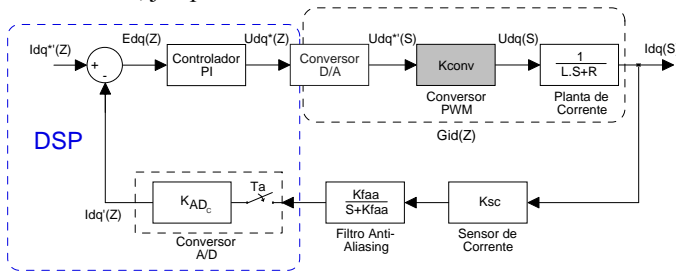 Idq*'(Z)
+
-
Edq(Z)
Controlador
PI
Udq*(Z)
Conversor
D/A
Udq*'(S)
Kconv
Conversor
PWM
Udq(S)
1
L.S+R
Planta de
Corrente
Idq(S
Gid(Z)
DSP
Idq'(Z)
KADC
Ta
Conversor
A/D
Kfaa
S+Kfaa
Filtro Anti-
Aliasing
Ksc
Sensor de
Corrente